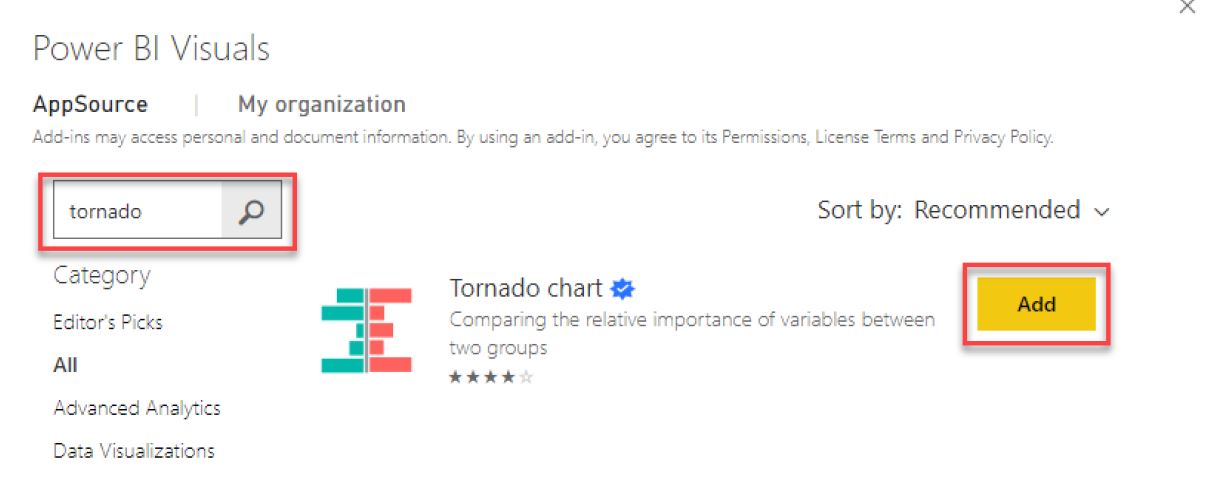 Power BI Visuals
AppSource | My organization
Add-ins may access personal and document information. By using an add-in, you agree to its Permissions, License Terms and Privacy Policy.
tornado
Sort by: Recommended
Category
Editor's Picks
All
Advanced Analytics
Data Visualizations
Tornado chart
Comparing the relative importance of variables between
two groups
Add